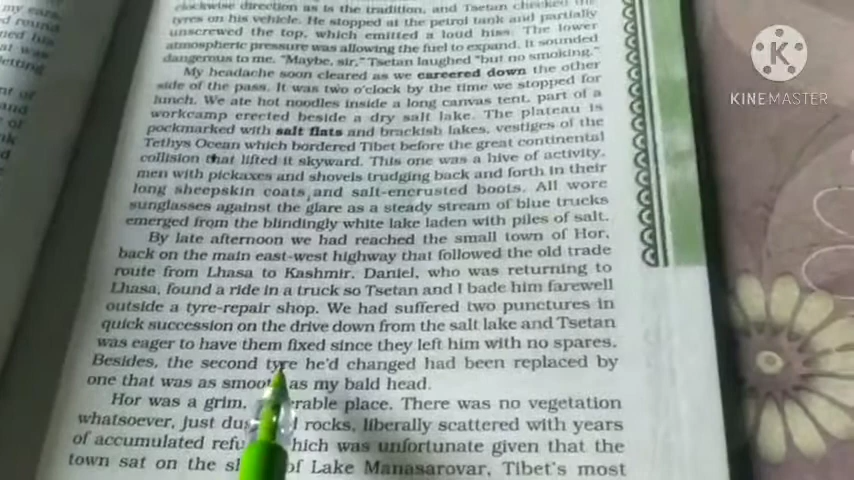 clockwise direction as is the tradition, and Tsetan checked the
tyres on his vehicle. He stopped at the petrol tank and partially
unscrewed the top, which emitted a loud hiss. The lower
atmospheric pressure was allowing the fuel to expand. It sounded
dangerous to me. "Maybe, sir," Tsetan laughed "but no smoking."
My headache soon cleared as we careered down the other
side of the pass. It was two o'clock by the time we stopped for
lunch. We ate hot noodles inside a long canvas tent, part of a
workcamp erected beside a dry salt lake. The plateau is
pockmarked with salt flats and brackish lakes, vestiges of the
Tethys Ocean which bordered Tibet before the great continental
collision that lifted it skyward. This one was a hive of activity,
men with pickaxes and shovels trudging back and forth in their
long sheepskin coats and salt-encrusted boots. All wore
sunglasses against the glare as a steady stream of blue trucks
emerged from the blindingly white lake laden with piles of salt.
By late afternoon we had reached the small town of Hor,
back on the main east-west highway that followed the old trade
route from Lhasa to Kashmir. Daniel, who was returning to
Lhasa, found a ride in a truck so Tsetan and I bade him farewell
outside a tyre-repair shop. We had suffered two punctures in
quick succession on the drive down from the salt lake and Tsetan
was eager to have them fixed since they left him with no spares.
Besides, the second tyre he'd changed had been replaced by
one that was as smooth as my bald head.
Hor was a grim, place. There was no vegetation
whatsoever, just rocks, liberally scattered with years
of accumulated which was unfortunate given that the
town sat on the of Lake Manasarovar, Tibet's most
K
KINEMASTER